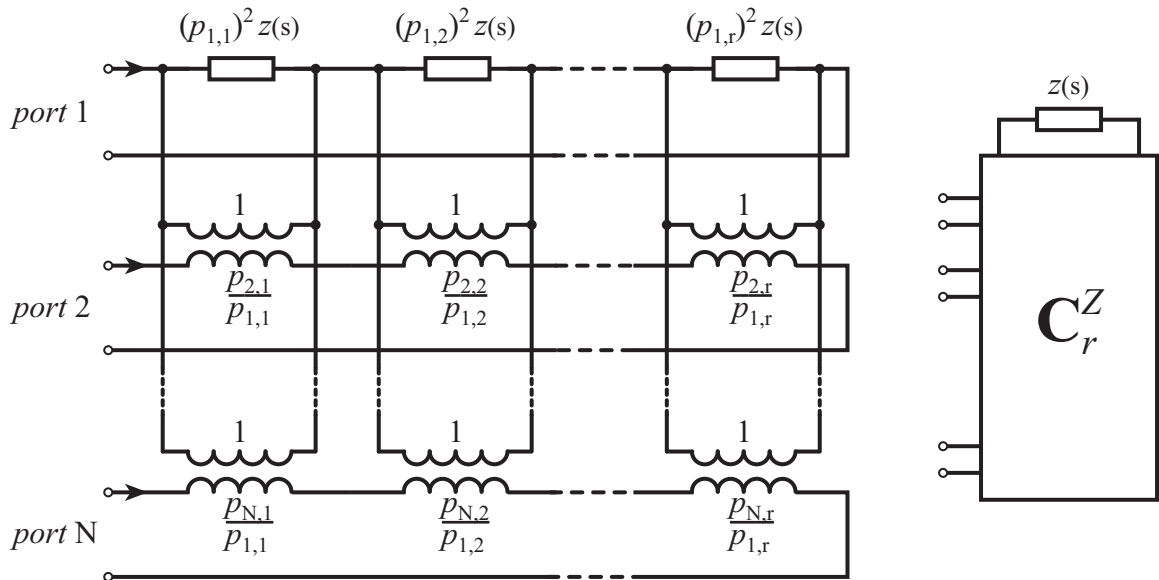 (p1,1)² z(s) (p1,2)² z(s) (p1,r)² z(s)
z(s)
port 1
1 1 1
p2,1 p2,2 p2,r
p1,1 p1,2 p1,r
port 2
C_r^Z
1 1 1
port N
pN,1 pN,2 pN,r
p1,1 p1,2 p1,r